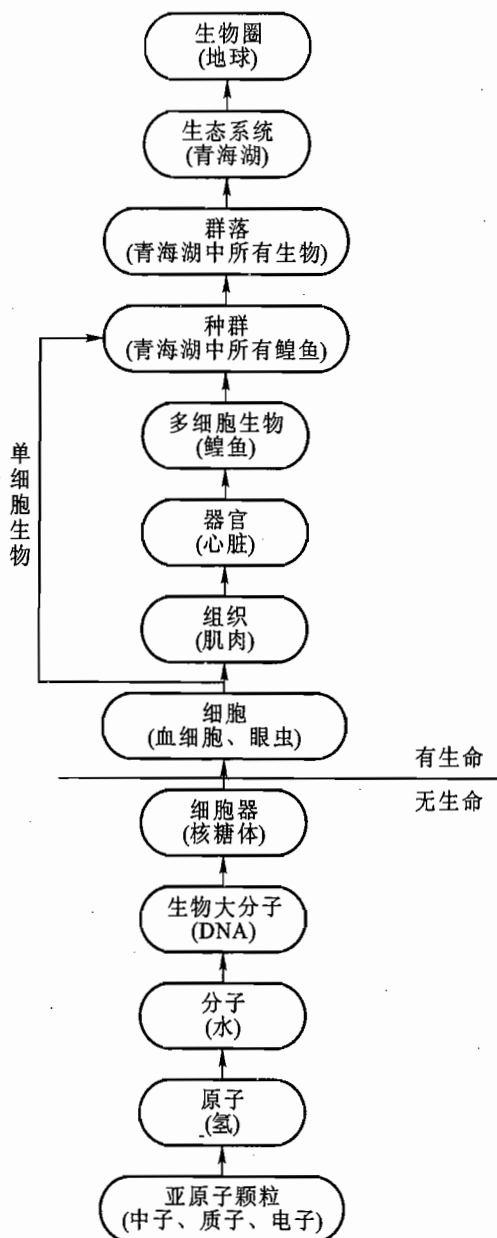 生物圈
(地球)
生态系统
(青海湖)
群落
(青海湖中所有生物)
种群
(青海湖中所有鳇鱼)
多细胞生物
(鳇鱼)
器官
(心脏)
组织
(肌肉)
单细胞生物
细胞
(血细胞、眼虫)
有生命
无生命
细胞器
(核糖体)
生物大分子
(DNA)
分子
(水)
原子
(氢)
亚原子颗粒
(中子、质子、电子)